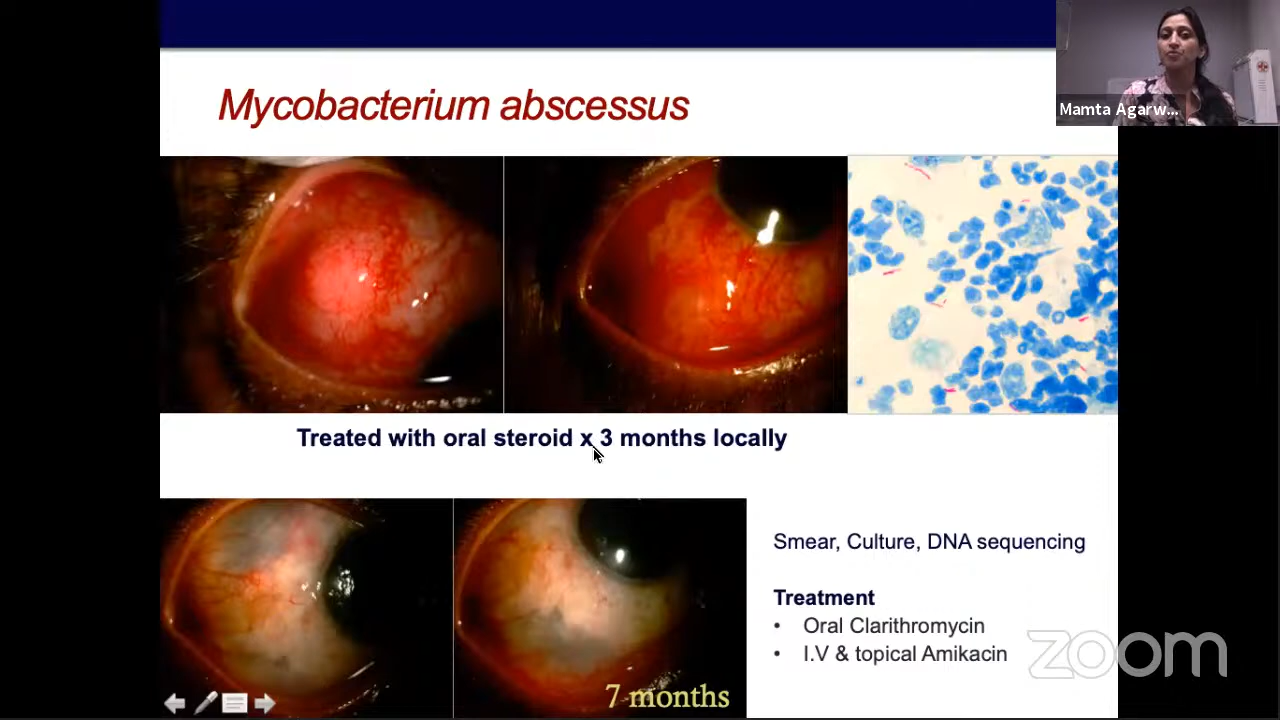 Mycobacterium abscessus
Mamta Agarw...
Treated with oral steroid x 3 months locally
Smear, Culture, DNA sequencing
Treatment
• Oral Clarithromycin
• I.V & topical Amikacin
7 months
zoom